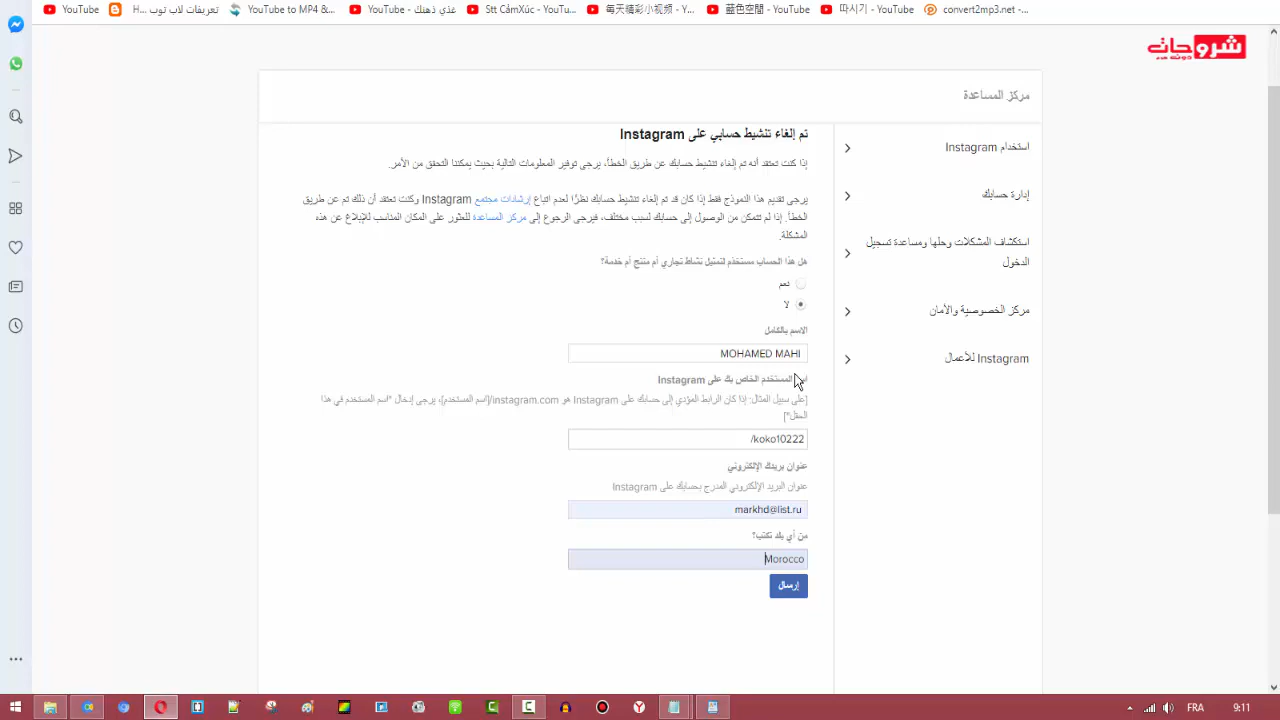 YouTube
H... تعريفات لاب توب
YouTube to MP4 &...
YouTube - غذي ذهنك
Stt CảmXúc - YouTu...
每天精彩小视频 - Y...
藍色空間 - YouTube
따시기 - YouTube
convert2mp3.net -...
شروحاته
مركز المساعدة
تم إلغاء تنشيط حسابي على Instagram
إذا كنت تعتقد أنه تم إلغاء تنشيط حسابك عن طريق الخطأ، يرجى توفير المعلومات التالية بحيث يمكننا التحقق من الأمر.
يرجى تقديم هذا النموذج فقط إذا كان قد تم إلغاء تنشيط حسابك نظرًا لعدم اتباع إرشادات مجتمع Instagram وكنت تعتقد أن ذلك تم عن طريق
الخطأ. إذا لم تتمكن من الوصول إلى حسابك لسبب مختلف، فيرجى الرجوع إلى مركز المساعدة للعثور على المكان المناسب للإبلاغ عن هذه
المشكلة.
هل هذا الحساب مستخدم لتمثيل نشاط تجاري أم منتج أم خدمة؟
نعم
لا
الاسم بالكامل
MOHAMED MAHI
المستخدم الخاص بك على Instagram
[على سبيل المثال: إذا كان الرابط المؤدي إلى حسابك على Instagram هو instagram.com/[اسم المستخدم]، يرجى إدخال "اسم المستخدم في هذا
الحقل"]
/koko10222
عنوان بريدك الإلكتروني
عنوان البريد الإلكتروني المدرج بحسابك على Instagram
markhd@list.ru
من أي بلد تكتب؟
Morocco
إرسال
استخدام Instagram
إدارة حسابك
استكشاف المشكلات وحلها ومساعدة تسجيل
الدخول
مركز الخصوصية والأمان
Instagram للأعمال
FRA
9:11